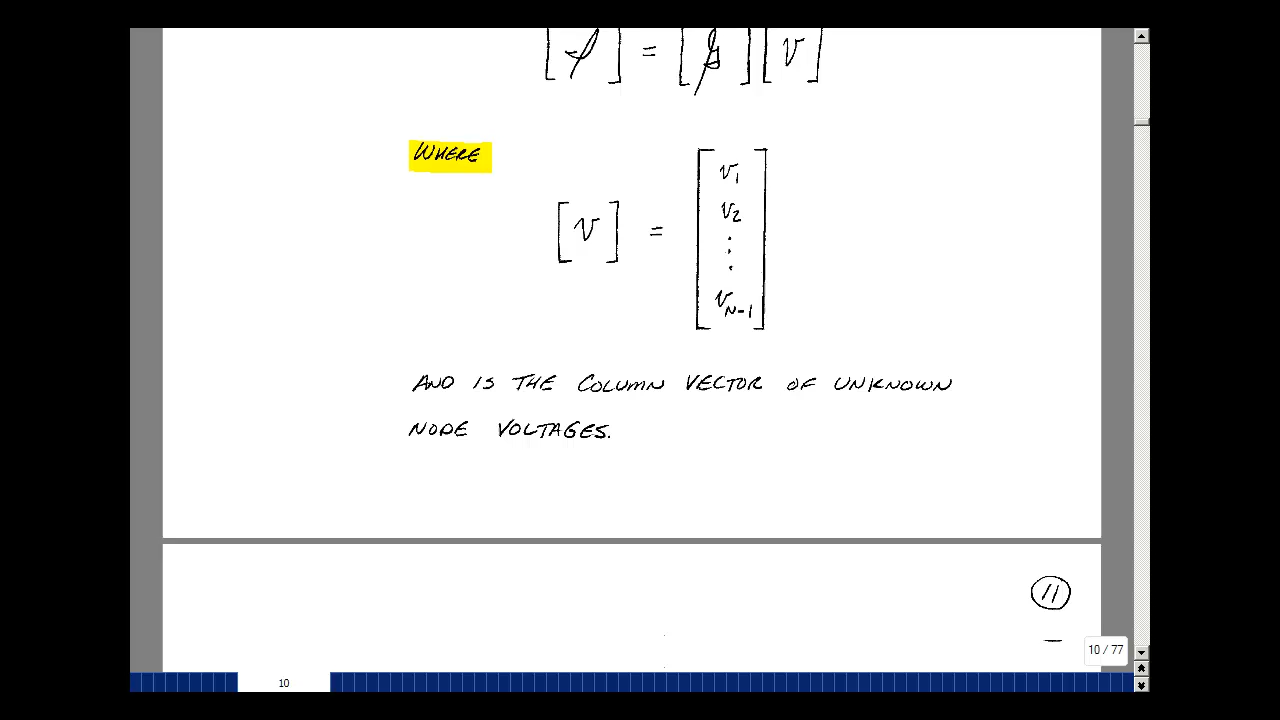 [I] = [G][V]
WHERE
[V] = [V1 V2 ⋮ VN-1]
AND IS THE COLUMN VECTOR OF UNKNOWN
NODE VOLTAGES.
11
10 / 77
10